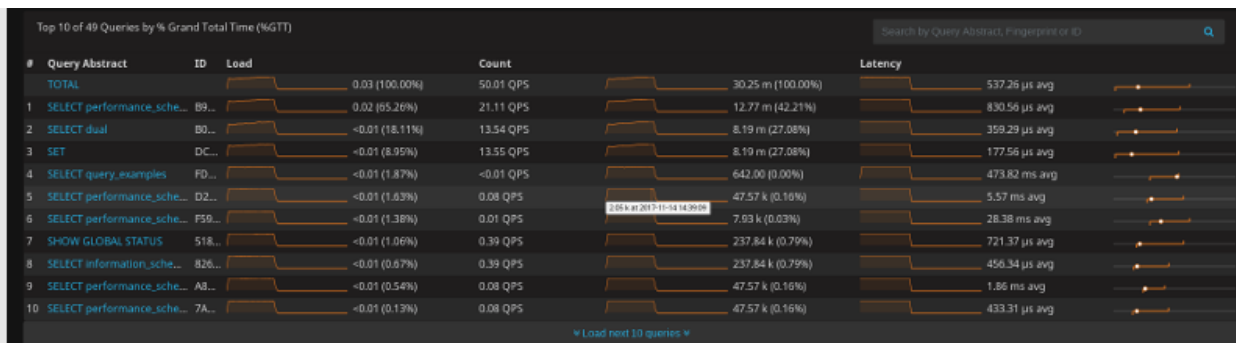 Top 10 of 49 Queries by % Grand Total Time (%GTT)
Search by Query Abstract, Fingerprint or ID
# Query Abstract ID Load Count Latency
TOTAL 0.03 (100.00%) 50.01 QPS 30.25 m (100.00%) 537.26 µs avg
1 SELECT performance_sche... B9... 0.02 (65.26%) 21.11 QPS 12.77 m (42.21%) 830.56 µs avg
2 SELECT dual B0... <0.01 (18.11%) 13.54 QPS 8.19 m (27.08%) 359.29 µs avg
3 SET DC... <0.01 (8.95%) 13.55 QPS 8.19 m (27.08%) 177.56 µs avg
4 SELECT query_examples FD... <0.01 (1.87%) <0.01 QPS 642.00 (0.00%) 473.82 ms avg
5 SELECT performance_sche... D2... <0.01 (1.63%) 0.08 QPS 47.57 k (0.16%) 5.57 ms avg
2.05 k at 2017-11-14 14:39:09
6 SELECT performance_sche... F59... <0.01 (1.38%) 0.01 QPS 7.93 k (0.03%) 28.38 ms avg
7 SHOW GLOBAL STATUS 518... <0.01 (1.06%) 0.39 QPS 237.84 k (0.79%) 721.37 µs avg
8 SELECT information_sche... 826... <0.01 (0.67%) 0.39 QPS 237.84 k (0.79%) 456.34 µs avg
9 SELECT performance_sche... A8... <0.01 (0.54%) 0.08 QPS 47.57 k (0.16%) 1.86 ms avg
10 SELECT performance_sche... 7A... <0.01 (0.13%) 0.08 QPS 47.57 k (0.16%) 433.31 µs avg
Load next 10 queries